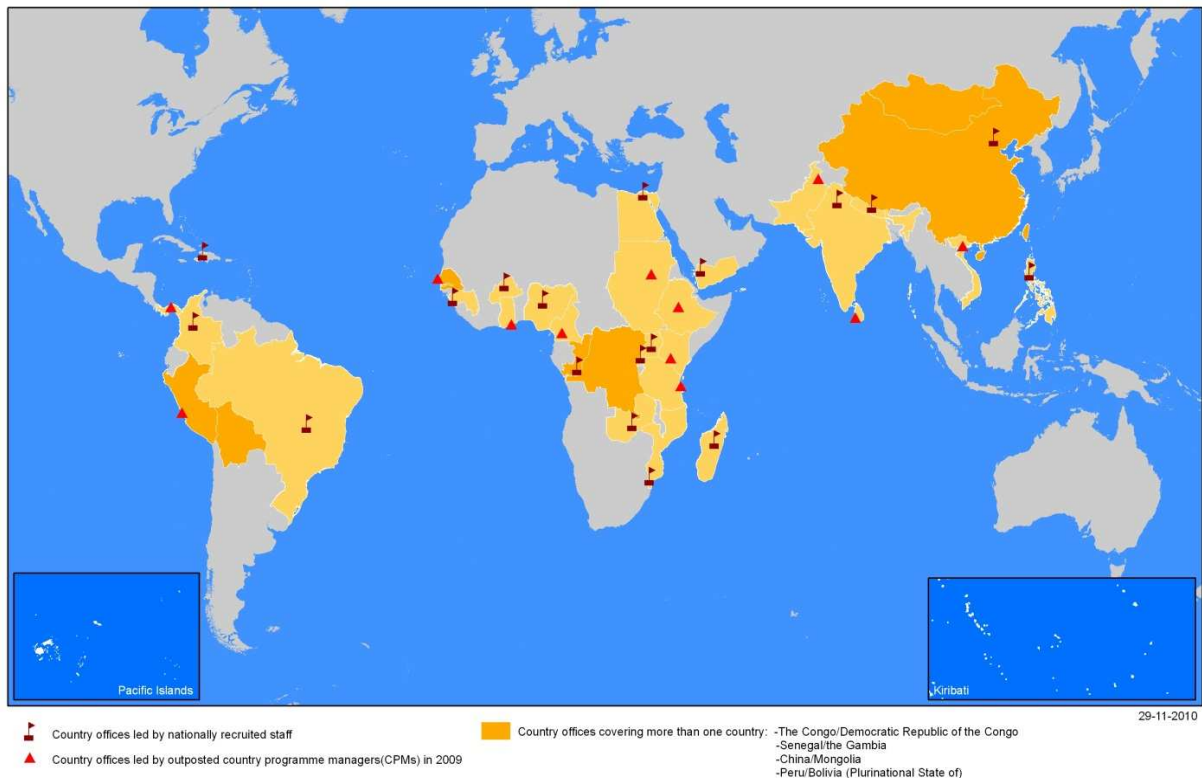 Pacific Islands
Kiribati
29-11-2010
Country offices led by nationally recruited staff
Country offices led by outposted country programme managers(CPMs) in 2009
Country offices covering more than one country:
-The Congo/Democratic Republic of the Congo
-Senegal/the Gambia
-China/Mongolia
-Peru/Bolivia (Plurinational State of)